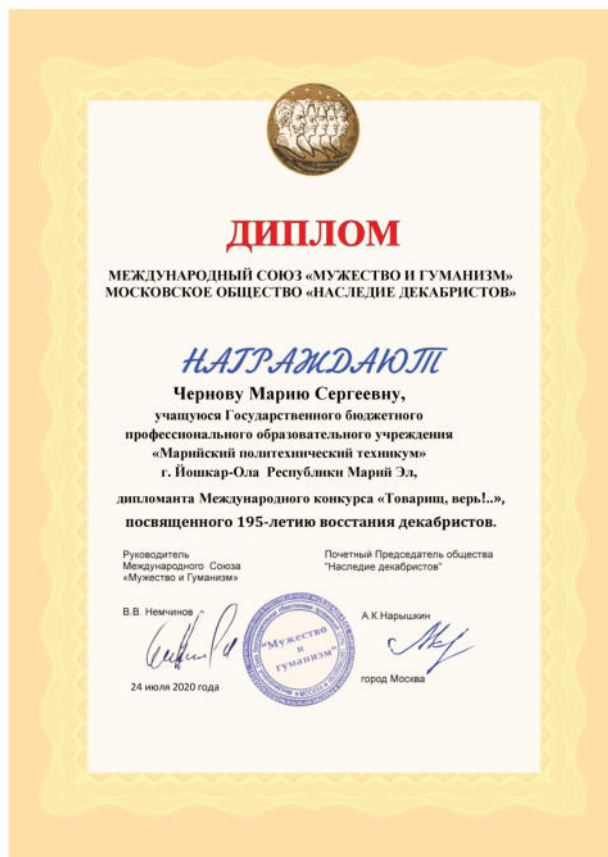 ДИПЛОМ
МЕЖДУНАРОДНЫЙ СОЮЗ «МУЖЕСТВО И ГУМАНИЗМ»
МОСКОВСКОЕ ОБЩЕСТВО «НАСЛЕДИЕ ДЕКАБРИСТОВ»
НАГРАЖДАЮТ
Чернову Марию Сергеевну,
учащуюся Государственного бюджетного
профессионального образовательного учреждения
«Марийский политехнический техникум»
г. Йошкар-Ола Республики Марий Эл,
дипломанта Международного конкурса «Товарищ, верь!..»,
посвященного 195-летию восстания декабристов.
Руководитель
Международного Союза
«Мужество и Гуманизм»
Почетный Председатель общества
"Наследие декабристов"
В.В. Немчинов
А.К.Нарышкин
"Мужество
и
гуманизм"
24 июля 2020 года
город Москва